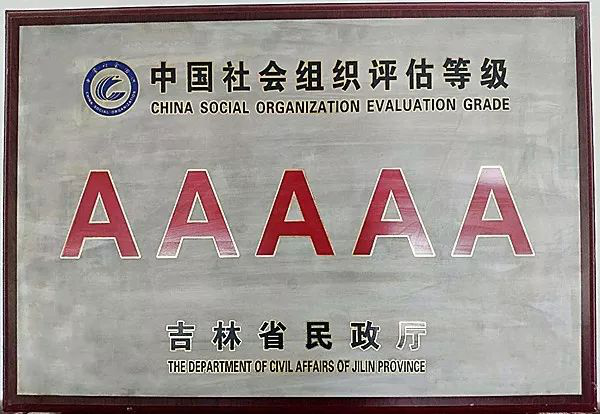 中国社会组织评估等级
CHINA SOCIAL ORGANIZATION EVALUATION GRADE
AAAAA
吉林省民政厅
THE DEPARTMENT OF CIVIL AFFAIRS OF JILIN PROVINCE